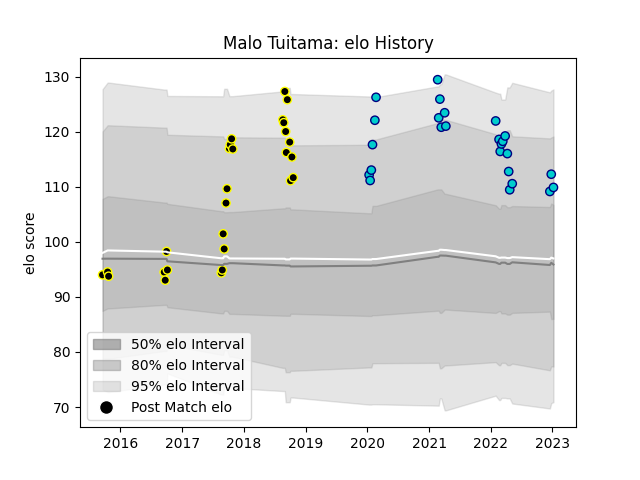 Malo Tuitama: elo History
elo score
130
120
110
100
90
80
70
50% elo Interval
80% elo Interval
95% elo Interval
Post Match elo
2016 2017 2018 2019 2020 2021 2022 2023